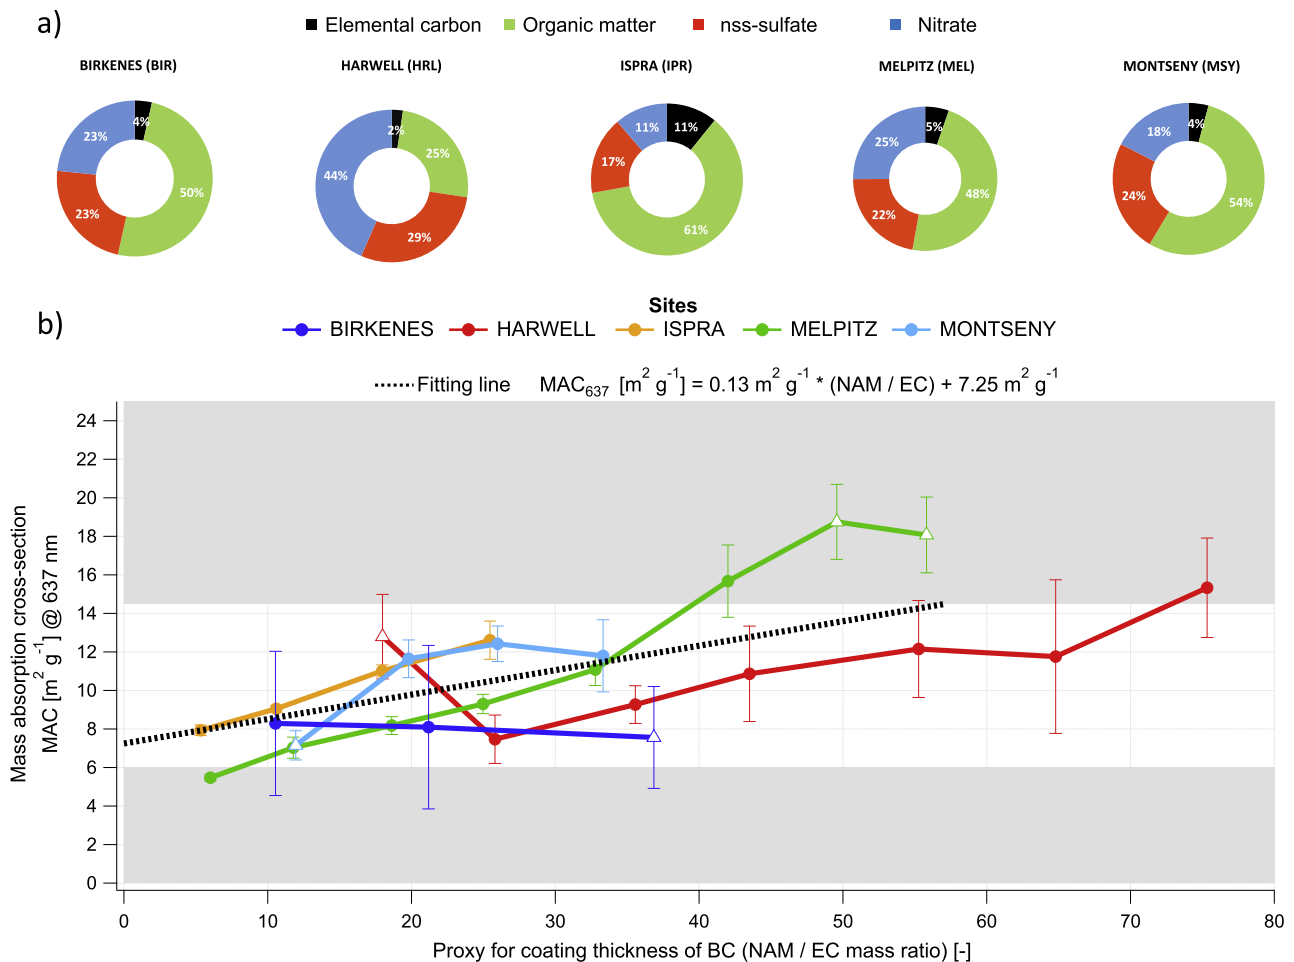 a)
Elemental carbon Organic matter nss-sulfate Nitrate
BIRKENES (BIR) HARWELL (HRL) ISPRA (IPR) MELPITZ (MEL) MONTSENY (MSY)
4% 50% 23% 23%
2% 25% 29% 44%
11% 61% 17% 11%
5% 48% 22% 25%
4% 54% 24% 18%
b)
Sites
BIRKENES HARWELL ISPRA MELPITZ MONTSENY
Fitting line MAC₆₃₇ [m² g⁻¹] = 0.13 m² g⁻¹ * (NAM / EC) + 7.25 m² g⁻¹
24
22
20
18
16
14
12
10
8
6
4
2
0
Mass absorption cross-section
MAC [m² g⁻¹] @ 637 nm
0 10 20 30 40 50 60 70 80
Proxy for coating thickness of BC (NAM / EC mass ratio) [-]